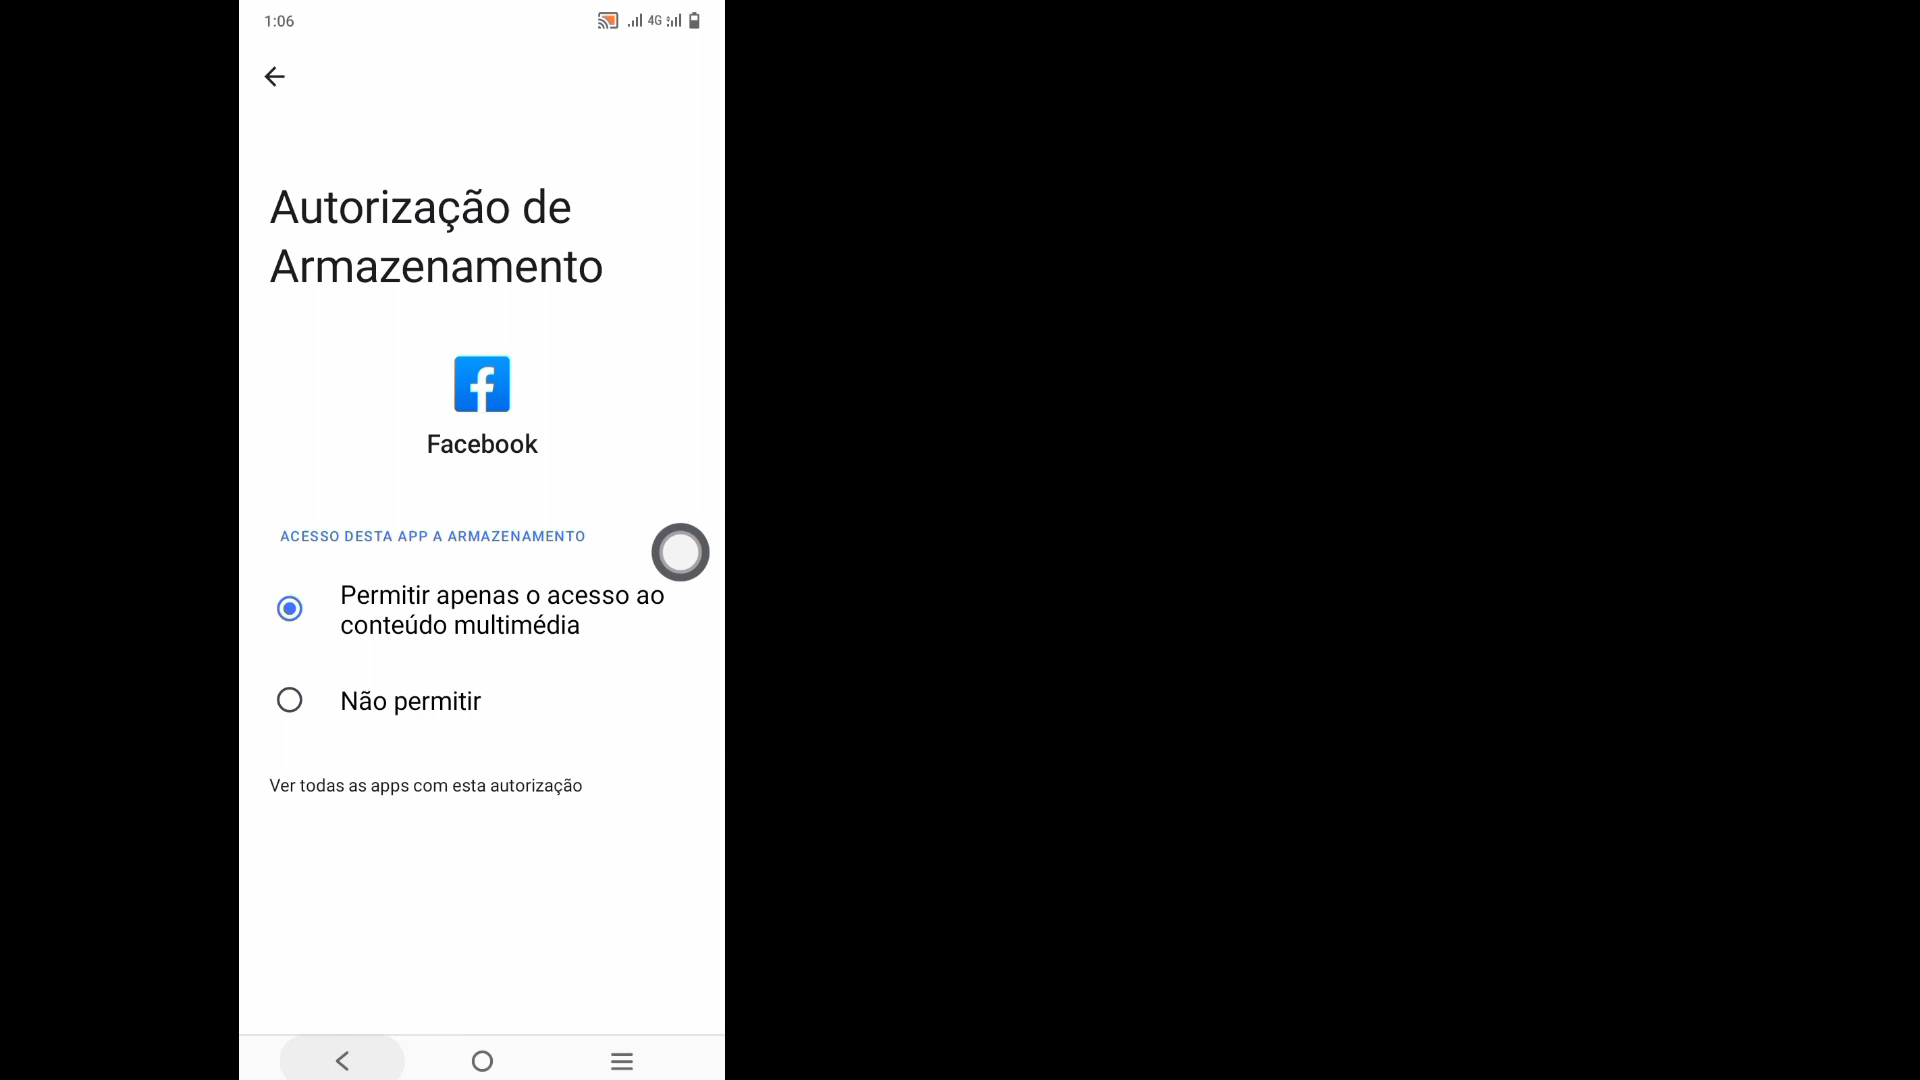 1:06
4G
Autorização de
Armazenamento
Facebook
ACESSO DESTA APP A ARMAZENAMENTO
Permitir apenas o acesso ao
conteúdo multimédia
Não permitir
Ver todas as apps com esta autorização